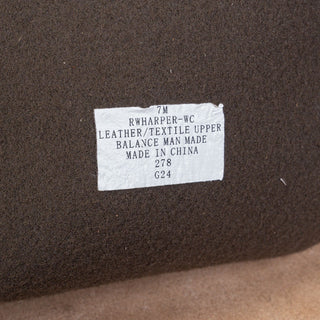 7M
RWHARPER-WC
LEATHER/TEXTILE UPPER
BALANCE MAN MADE
MADE IN CHINA
278
G24